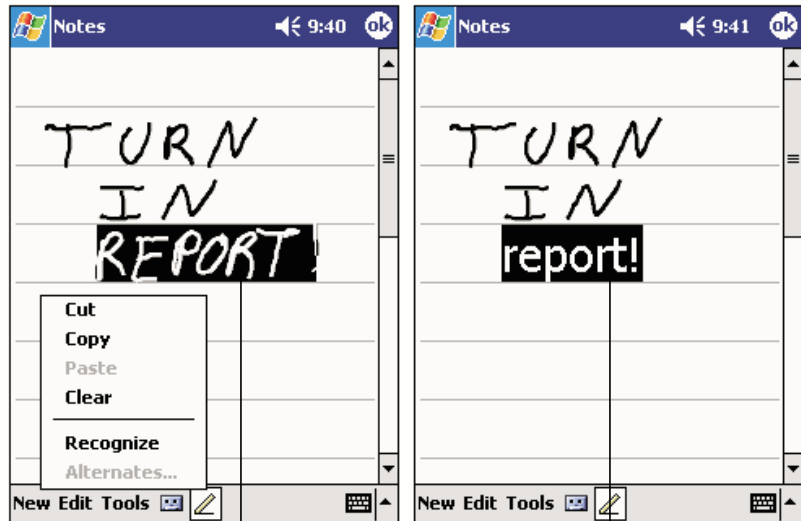 Notes 9:40 ok
TURN
IN
REPORT!
Cut
Copy
Paste
Clear
Recognize
Alternates...
New Edit Tools
Notes 9:41 ok
TURN
IN
report!
New Edit Tools